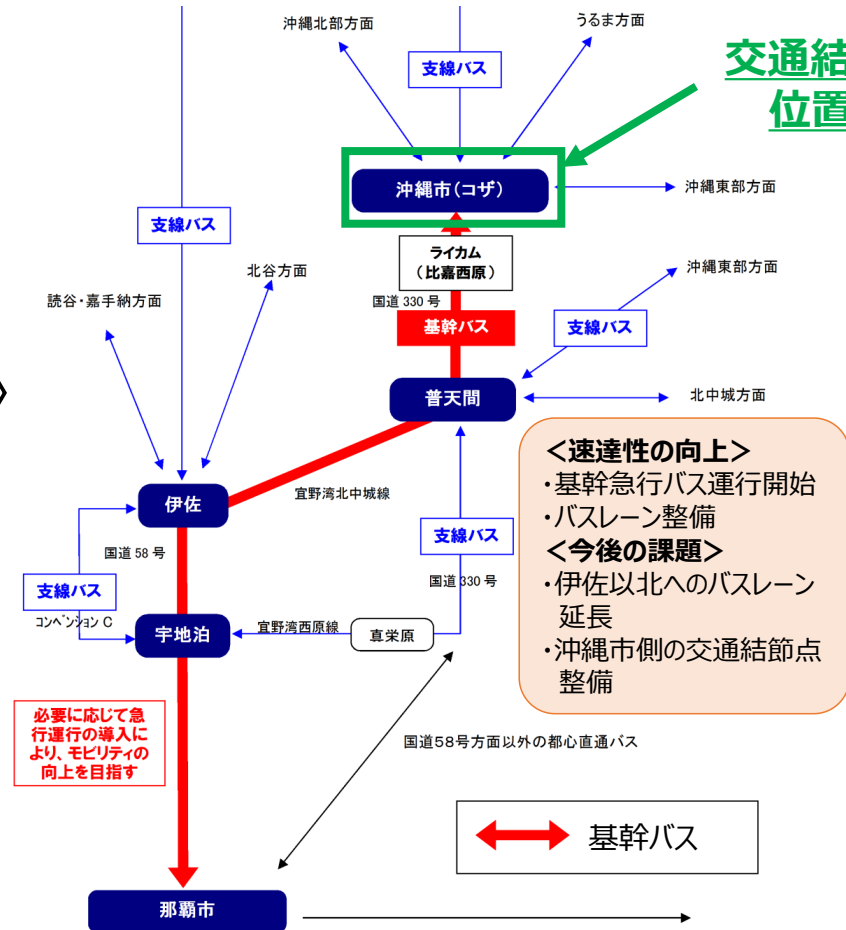 沖縄北部方面
うるま方面
支線バス
交通結
位置
沖縄市(コザ)
沖縄東部方面
支線バス
ライカム
(比嘉西原)
北谷方面
沖縄東部方面
読谷・嘉手納方面
国道 330 号
基幹バス
支線バス
普天間
北中城方面
<速達性の向上>
・基幹急行バス運行開始
・バスレーン整備
<今後の課題>
・伊佐以北へのバスレーン
延長
・沖縄市側の交通結節点
整備
伊佐
宜野湾北中城線
支線バス
国道 58 号
国道 330 号
支線バス
コンベンション C
宇地泊
宜野湾西原線
真栄原
必要に応じて急
行運行の導入に
より、モビリティの
向上を目指す
国道58号方面以外の都心直通バス
基幹バス
那覇市